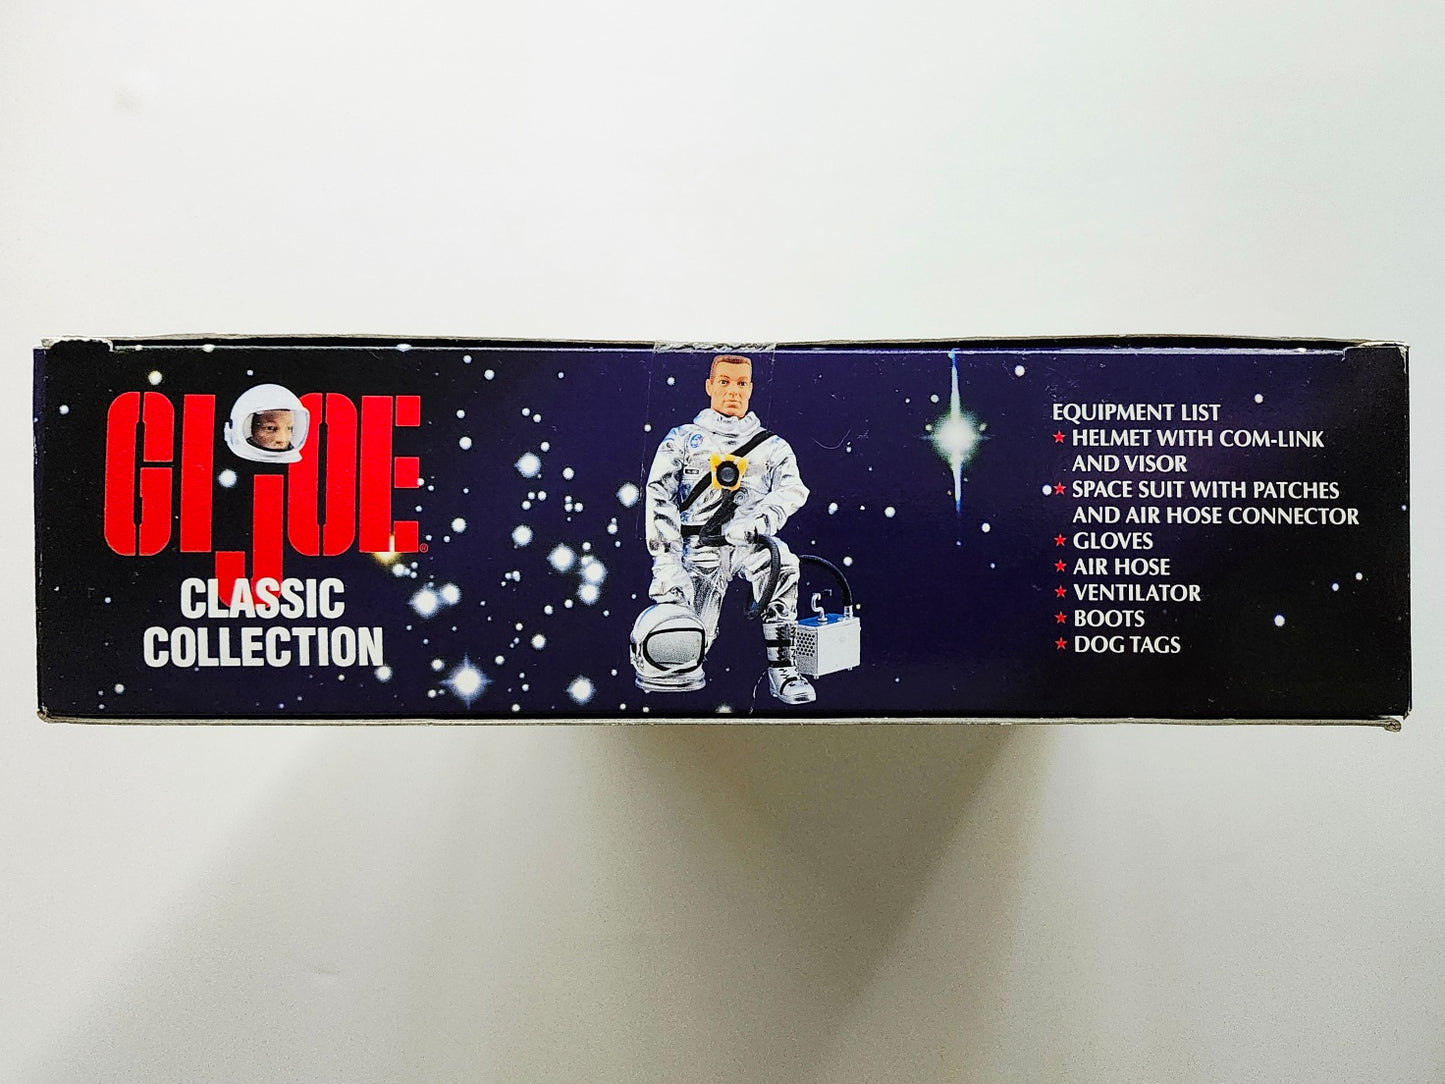 GI JOE®
CLASSIC
COLLECTION
EQUIPMENT LIST
★ HELMET WITH COM-LINK
AND VISOR
★ SPACE SUIT WITH PATCHES
AND AIR HOSE CONNECTOR
★ GLOVES
★ AIR HOSE
★ VENTILATOR
★ BOOTS
★ DOG TAGS